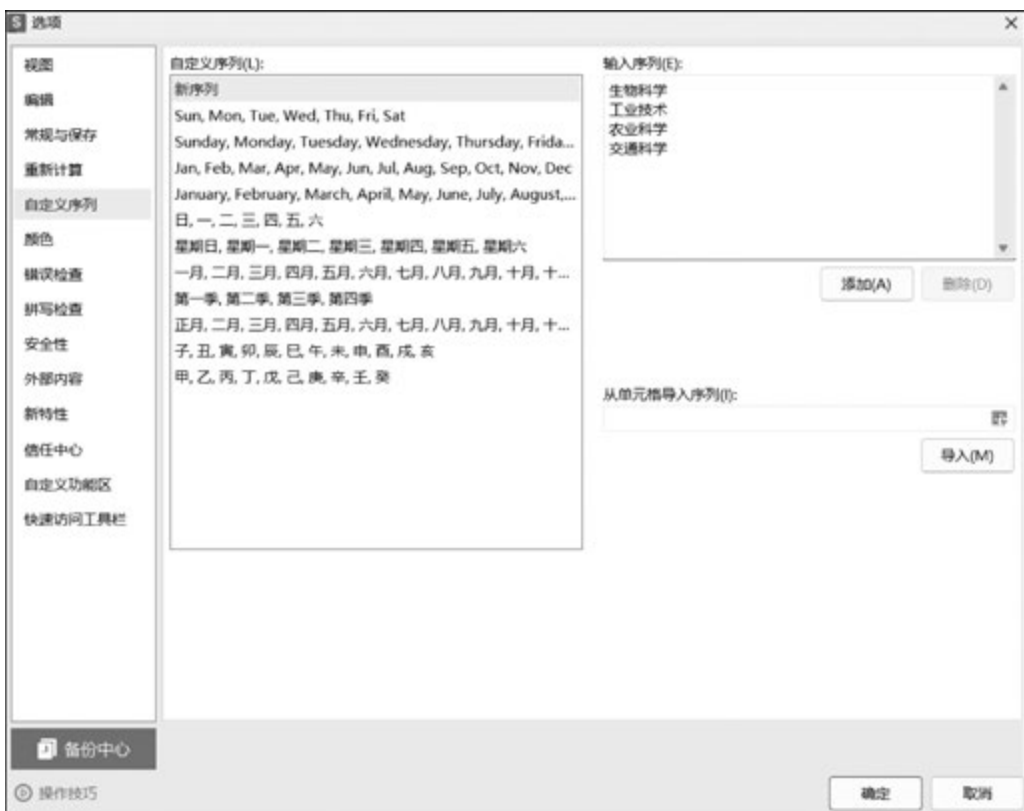 S 选项
视图
编辑
常规与保存
重新计算
自定义序列
颜色
错误检查
拼写检查
安全性
外部内容
新特性
信任中心
自定义功能区
快速访问工具栏
备份中心
操作技巧
自定义序列(L):
新序列
Sun, Mon, Tue, Wed, Thu, Fri, Sat
Sunday, Monday, Tuesday, Wednesday, Thursday, Frida...
Jan, Feb, Mar, Apr, May, Jun, Jul, Aug, Sep, Oct, Nov, Dec
January, February, March, April, May, June, July, August,...
日, 一, 二, 三, 四, 五, 六
星期日, 星期一, 星期二, 星期三, 星期四, 星期五, 星期六
一月, 二月, 三月, 四月, 五月, 六月, 七月, 八月, 九月, 十月, 十...
第一季, 第二季, 第三季, 第四季
正月, 二月, 三月, 四月, 五月, 六月, 七月, 八月, 九月, 十月, 十...
子, 丑, 寅, 卯, 辰, 巳, 午, 未, 申, 酉, 戌, 亥
甲, 乙, 丙, 丁, 戊, 己, 庚, 辛, 壬, 癸
输入序列(E):
生物科学
工业技术
农业科学
交通科学
添加(A)
删除(D)
从单元格导入序列(I):
导入(M)
确定
取消